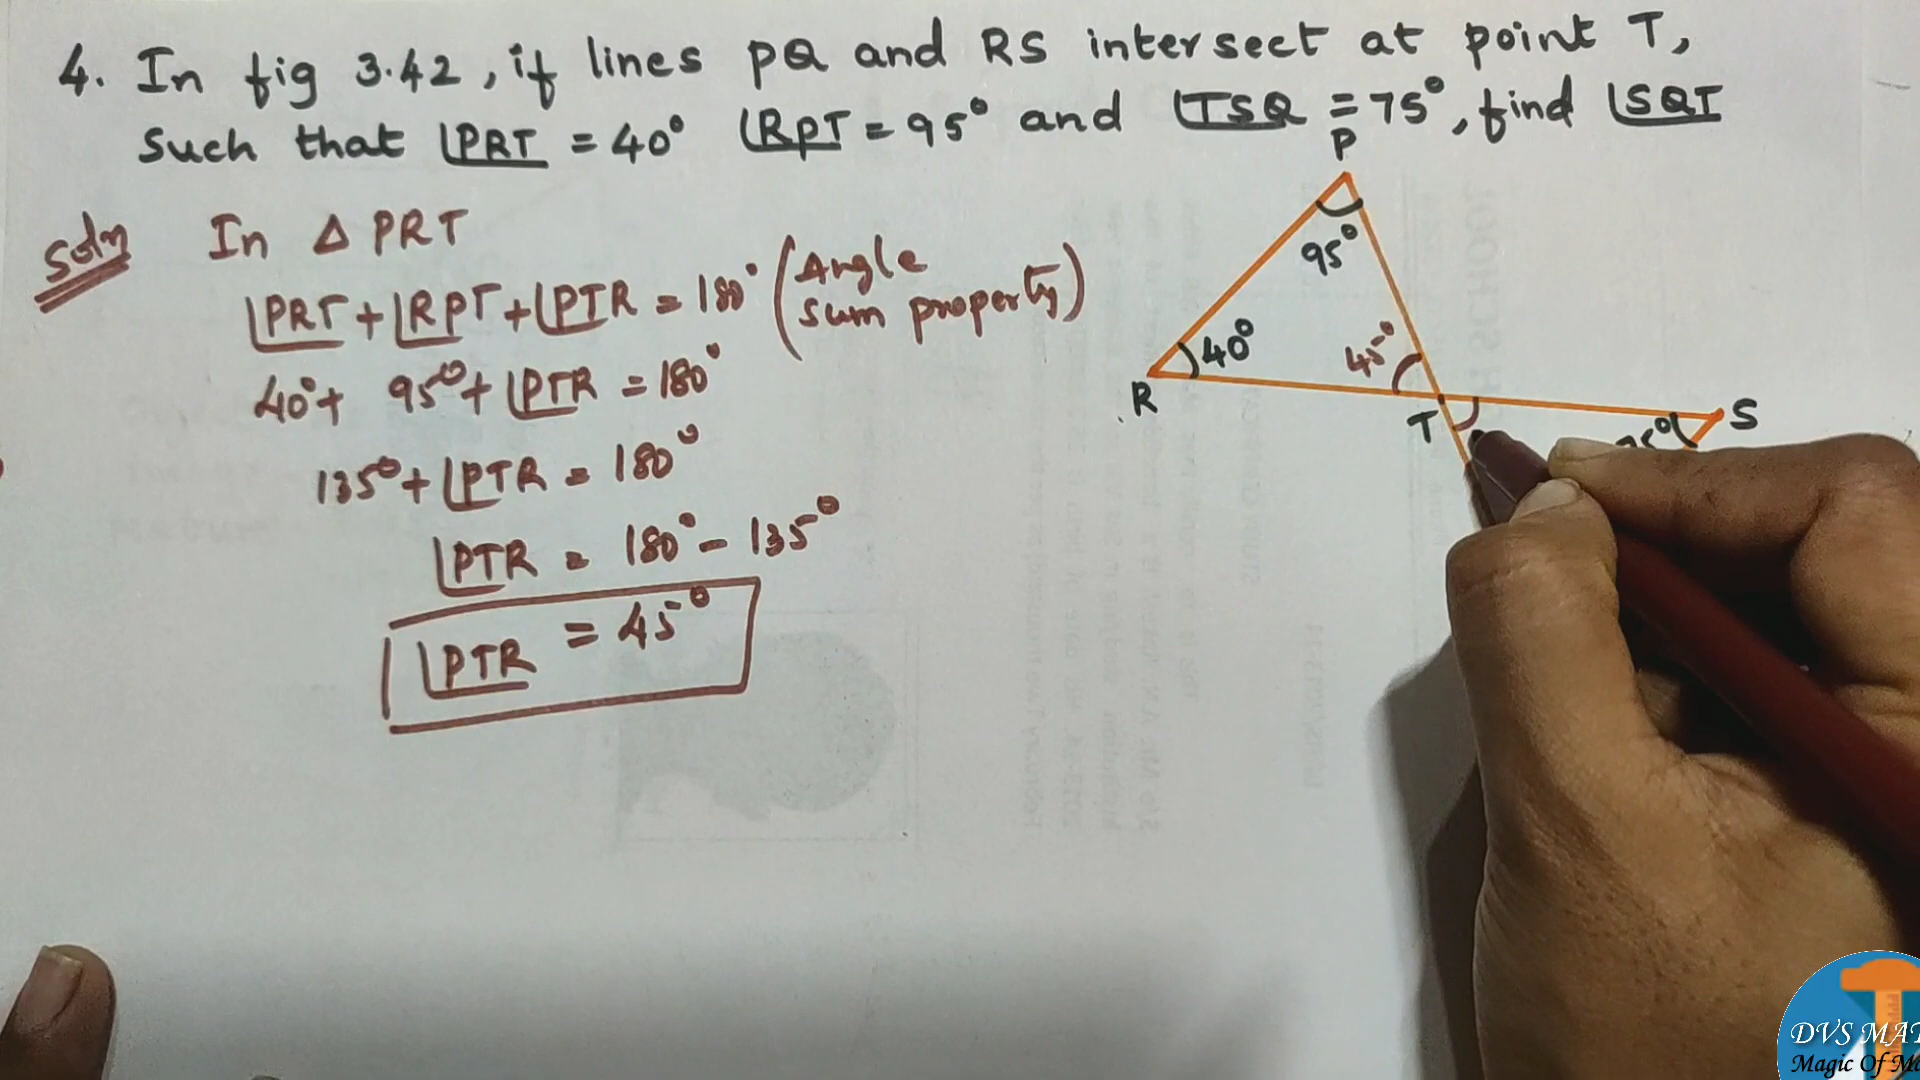 4. In fig 3.42, if lines PQ and RS intersect at point T,
Such that ∠PRT = 40° ∠RPT = 95° and ∠TSQ = 75°, find ∠SQT
Soln In △ PRT
∠PRT + ∠RPT + ∠PTR = 180° (Angle
sum property)
40° + 95° + ∠PTR = 180°
135° + ∠PTR = 180°
∠PTR = 180° - 135°
∠PTR = 45°
P
95°
40°
45°
R
T
S
DVS MAT
Magic Of Ma